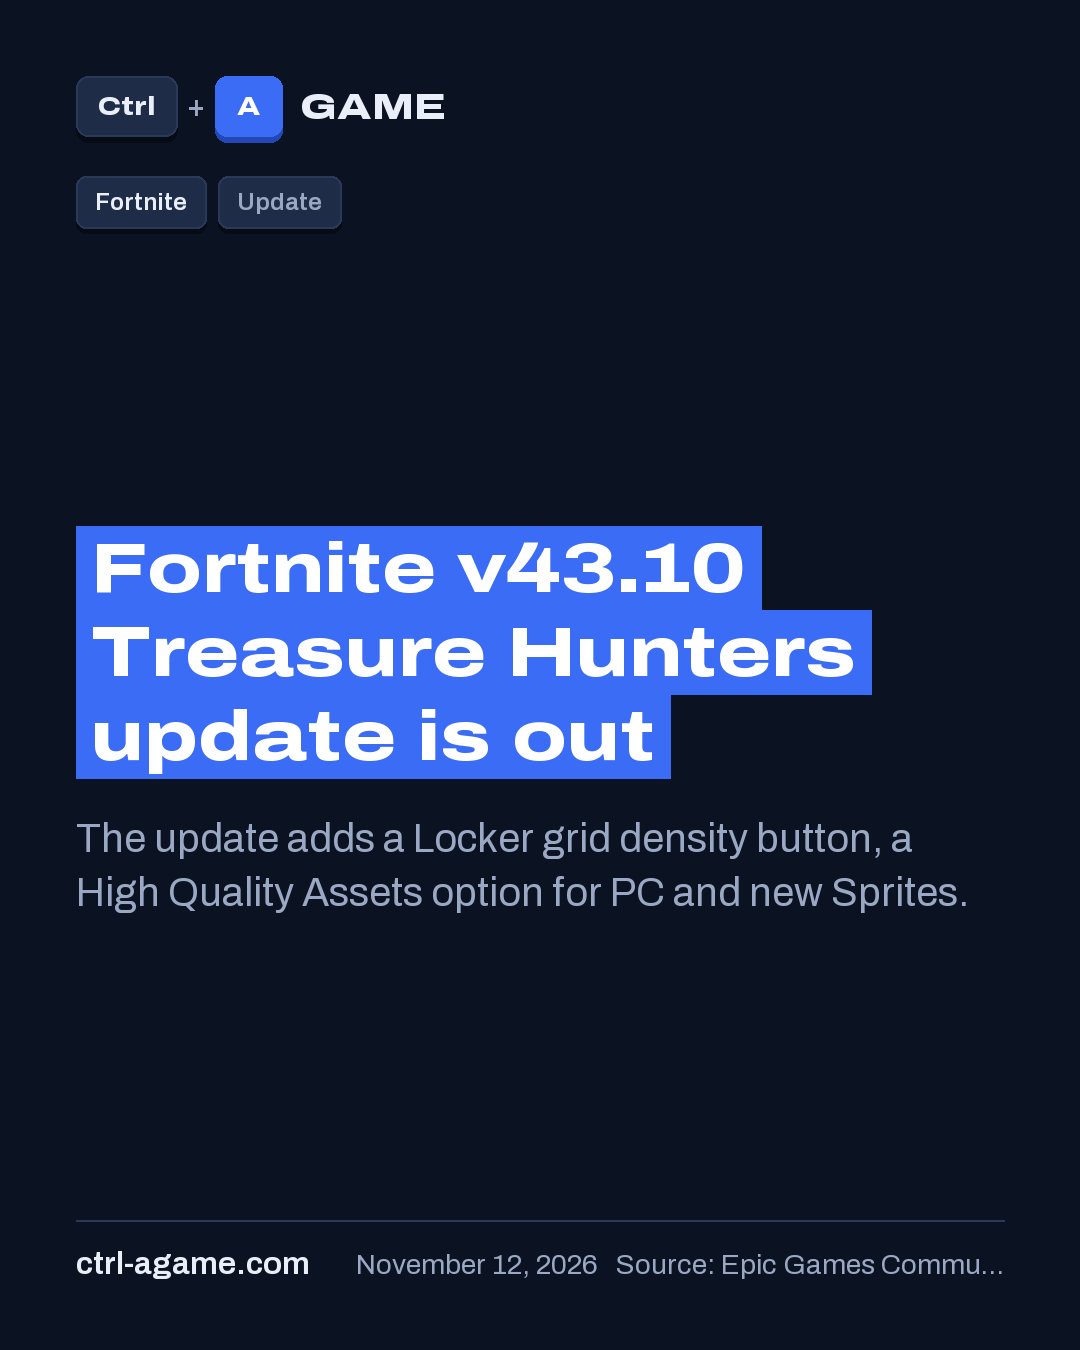 Ctrl + A GAME
Fortnite Update
Fortnite v43.10
Treasure Hunters
update is out
The update adds a Locker grid density button, a
High Quality Assets option for PC and new Sprites.
ctrl-agame.com November 12, 2026 Source: Epic Games Commu...